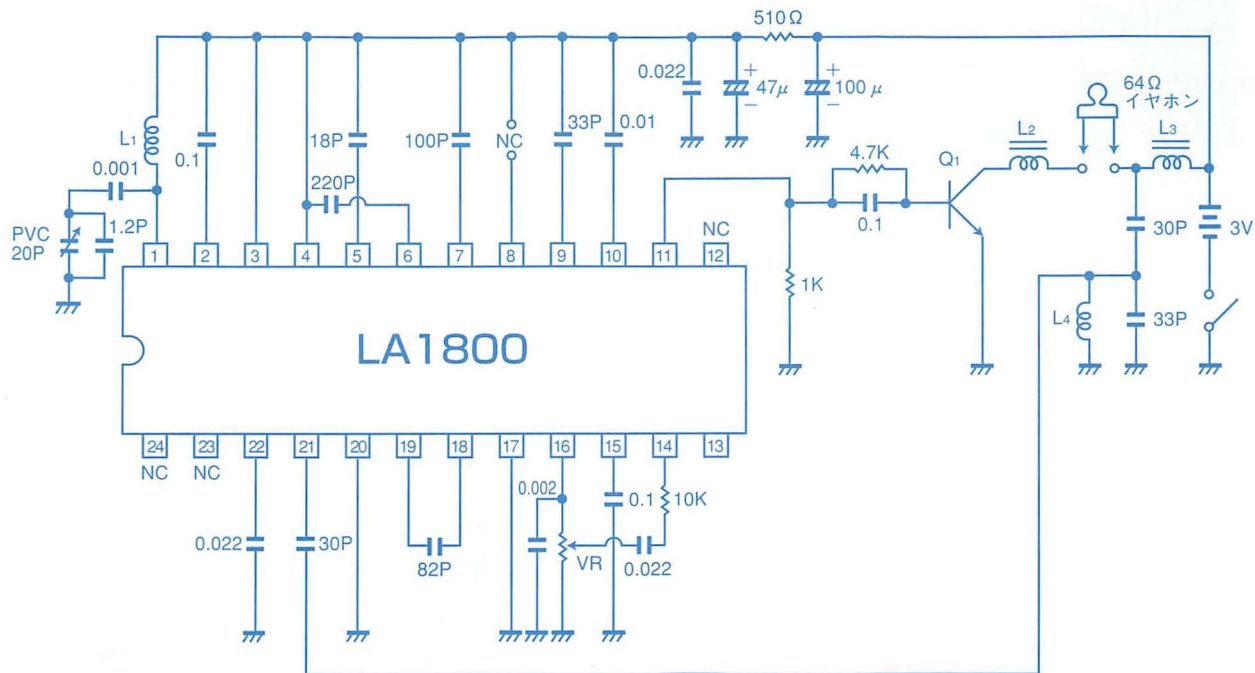 510Ω
0.022
+
47μ
−
+
100μ
−
64Ω
イヤホン
L1
0.1
18P
100P
NC
33P
0.01
L2
L3
0.001
220P
4.7K
Q1
0.1
PVC
20P
1.2P
NC
30P
3V
1
2
3
4
5
6
7
8
9
10
11
12
1K
LA1800
L4
33P
24
23
22
21
20
19
18
17
16
15
14
13
NC
NC
0.002
0.1
10K
0.022
30P
82P
VR
0.022